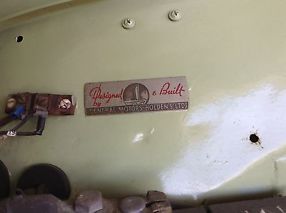 Designed & Built
by
GENERAL MOTORS-HOLDEN'S LTD.